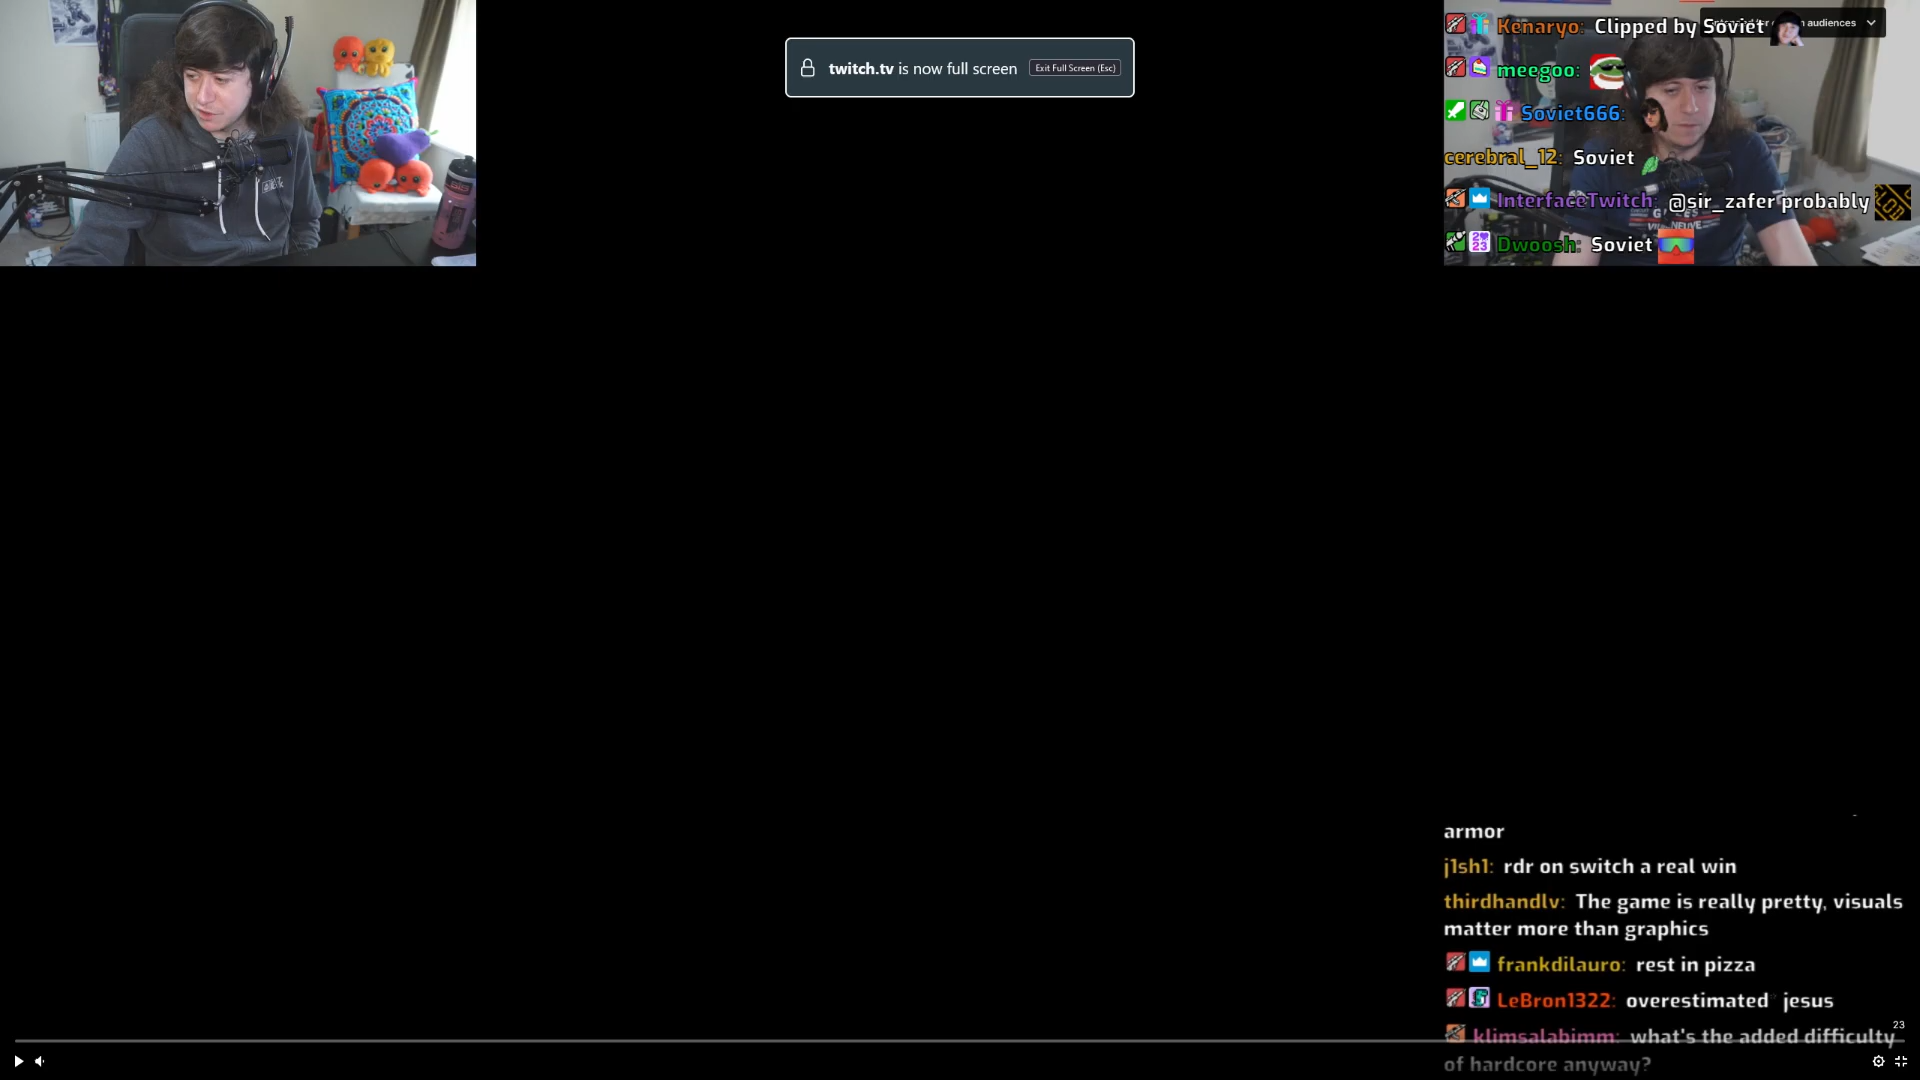 twitch.tv is now full screen Exit Full Screen (Esc)
Kenaryo: Clipped by Soviet
audiences
meegoo:
Soviet666:
cerebral_12: Soviet
InterfaceTwitch: @sir_zafer probably
Dwoosh: Soviet
armor
j1sh1: rdr on switch a real win
thirdhandlv: The game is really pretty, visuals
matter more than graphics
frankdilauro: rest in pizza
LeBron1322: overestimated jesus
23
klimsalabimm: what's the added difficulty
of hardcore anyway?